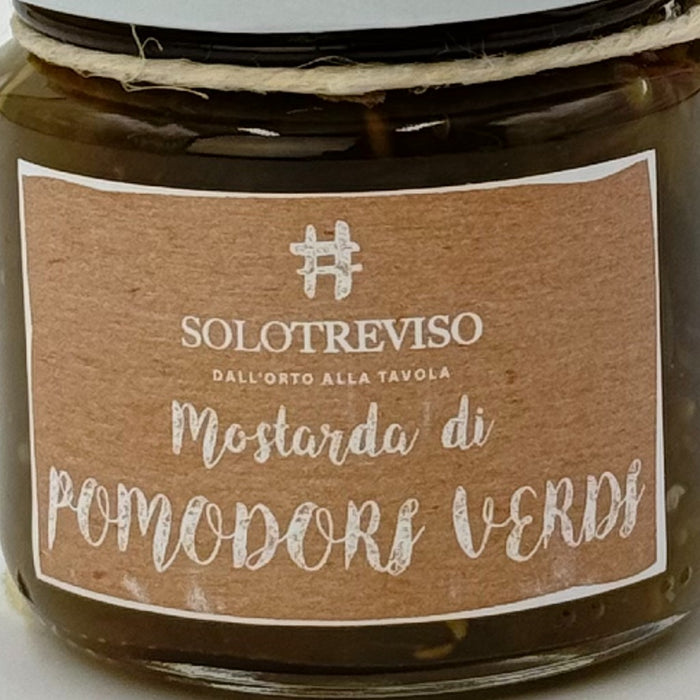 #
SOLOTREVISO
DALL'ORTO ALLA TAVOLA
Mostarda di
POMODORI VERDI